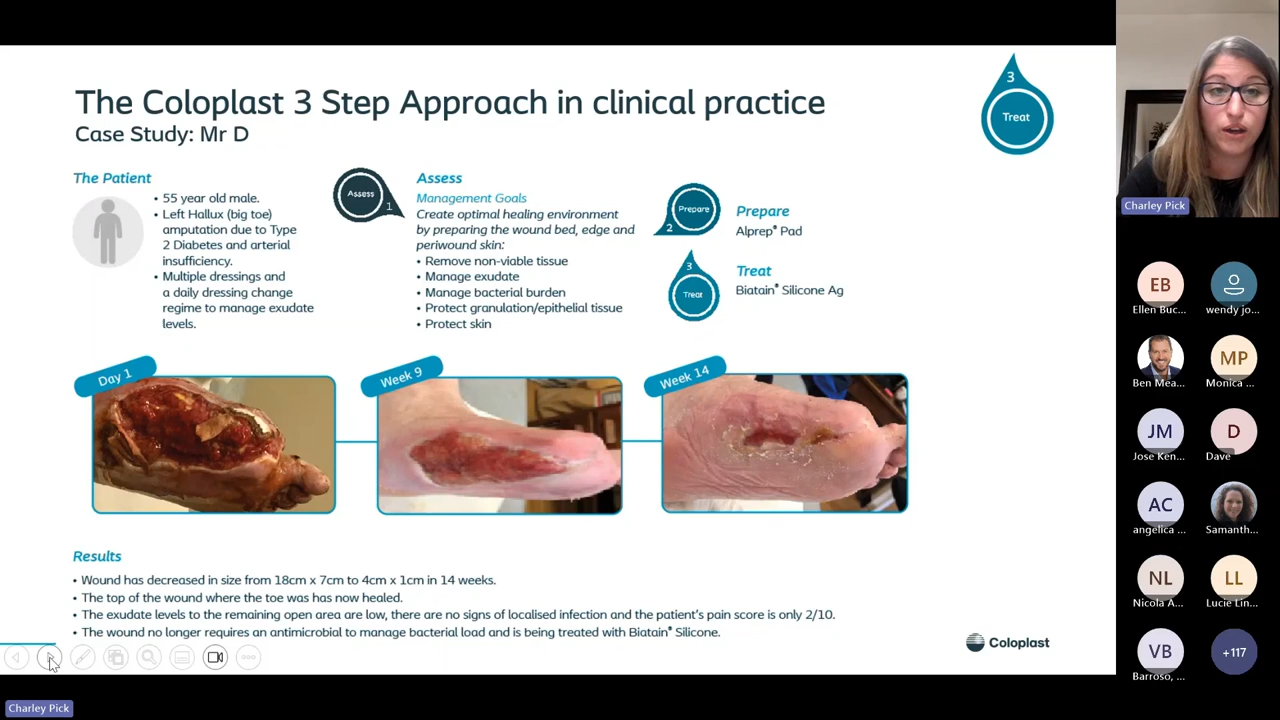 The Coloplast 3 Step Approach in clinical practice
Case Study: Mr D
3
Treat
The Patient
• 55 year old male.
• Left Hallux (big toe)
amputation due to Type
2 Diabetes and arterial
insufficiency.
• Multiple dressings and
a daily dressing change
regime to manage exudate
levels.
Assess
1
Assess
Management Goals
Create optimal healing environment
by preparing the wound bed, edge and
periwound skin:
• Remove non-viable tissue
• Manage exudate
• Manage bacterial burden
• Protect granulation/epithelial tissue
• Protect skin
Prepare
2
Prepare
Alprep® Pad
3
Treat
Treat
Biatain® Silicone Ag
Day 1
Week 9
Week 14
Results
• Wound has decreased in size from 18cm x 7cm to 4cm x 1cm in 14 weeks.
• The top of the wound where the toe was has now healed.
• The exudate levels to the remaining open area are low, there are no signs of localised infection and the patient's pain score is only 2/10.
• The wound no longer requires an antimicrobial to manage bacterial load and is being treated with Biatain® Silicone.
Coloplast
Charley Pick
Charley Pick
EB
Ellen Buc...
wendy jo...
Ben Mea...
MP
Monica ...
JM
Jose Ken...
D
Dave
AC
angelica ...
Samanth...
NL
Nicola A...
LL
Lucie Lin...
VB
Barroso, ...
+117